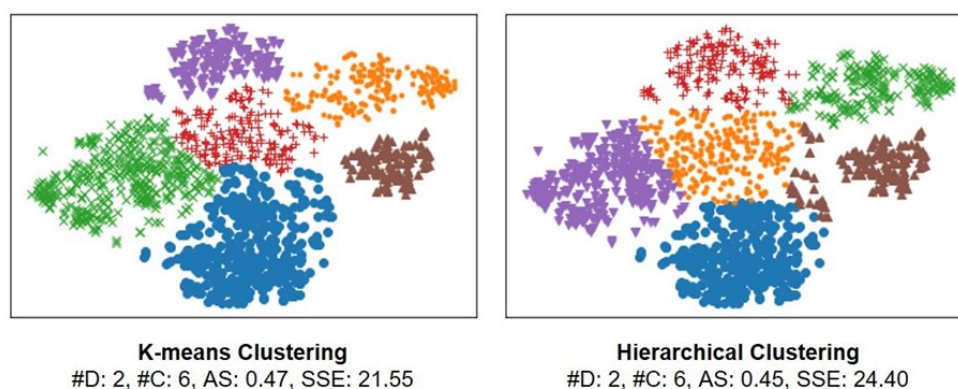 K-means Clustering
#D: 2, #C: 6, AS: 0.47, SSE: 21.55
Hierarchical Clustering
#D: 2, #C: 6, AS: 0.45, SSE: 24.40